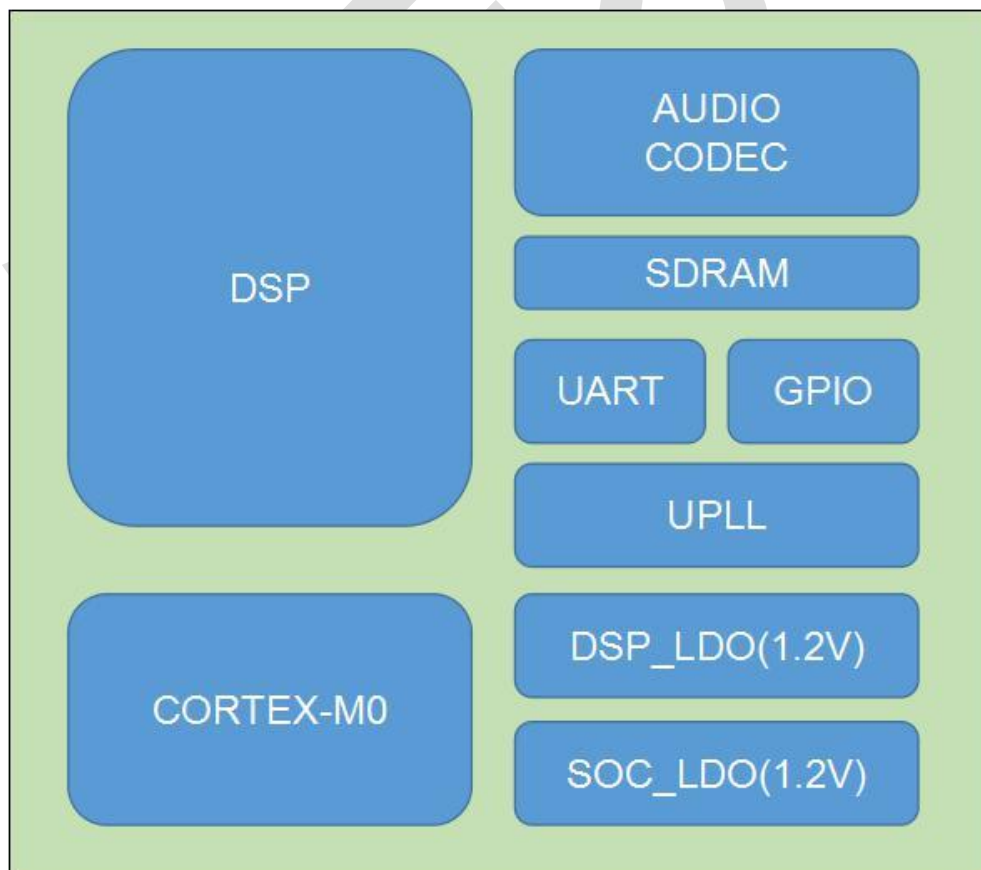 DSP
AUDIO
CODEC
SDRAM
UART
GPIO
UPLL
CORTEX-M0
DSP_LDO(1.2V)
SOC_LDO(1.2V)